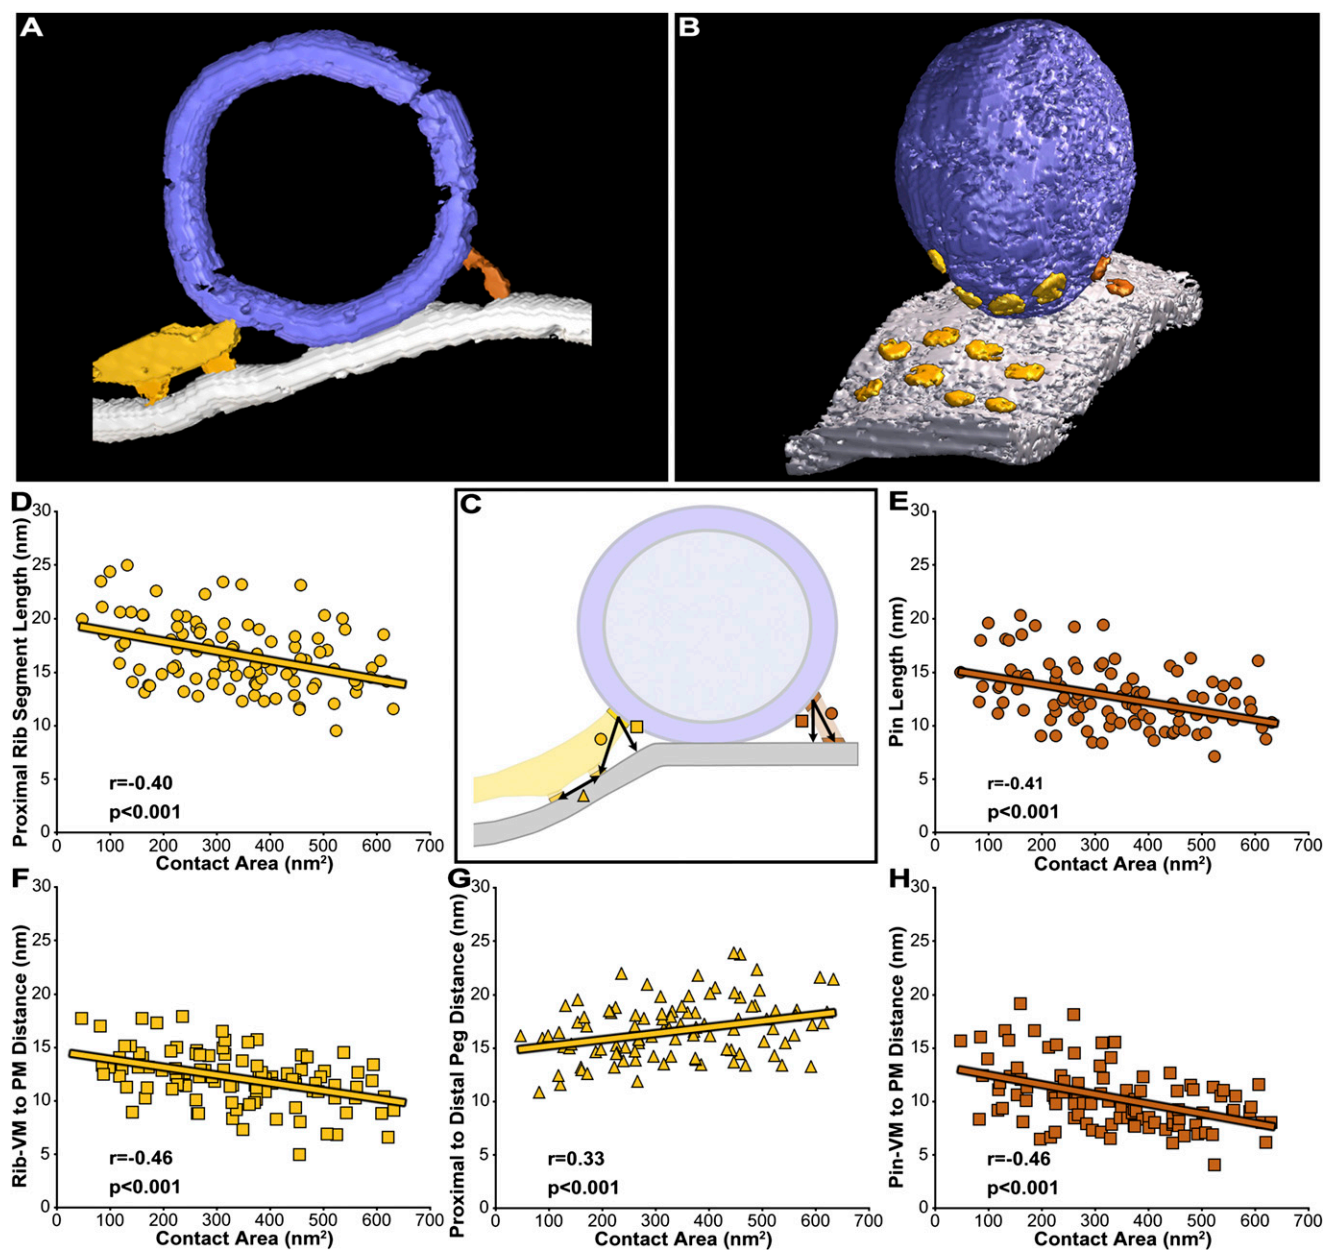 A
B
D
30
25
20
15
10
5
0
Proximal Rib Segment Length (nm)
r=-0.40
p<0.001
0 100 200 300 400 500 600 700
Contact Area (nm²)
C
E
30
25
20
15
10
5
0
Pin Length (nm)
r=-0.41
p<0.001
0 100 200 300 400 500 600 700
Contact Area (nm²)
F
30
25
20
15
10
5
0
Rib-VM to PM Distance (nm)
r=-0.46
p<0.001
0 100 200 300 400 500 600 700
Contact Area (nm²)
G
30
25
20
15
10
5
0
Proximal to Distal Peg Distance (nm)
r=0.33
p<0.001
0 100 200 300 400 500 600 700
Contact Area (nm²)
H
30
25
20
15
10
5
0
Pin-VM to PM Distance (nm)
r=-0.46
p<0.001
0 100 200 300 400 500 600 700
Contact Area (nm²)